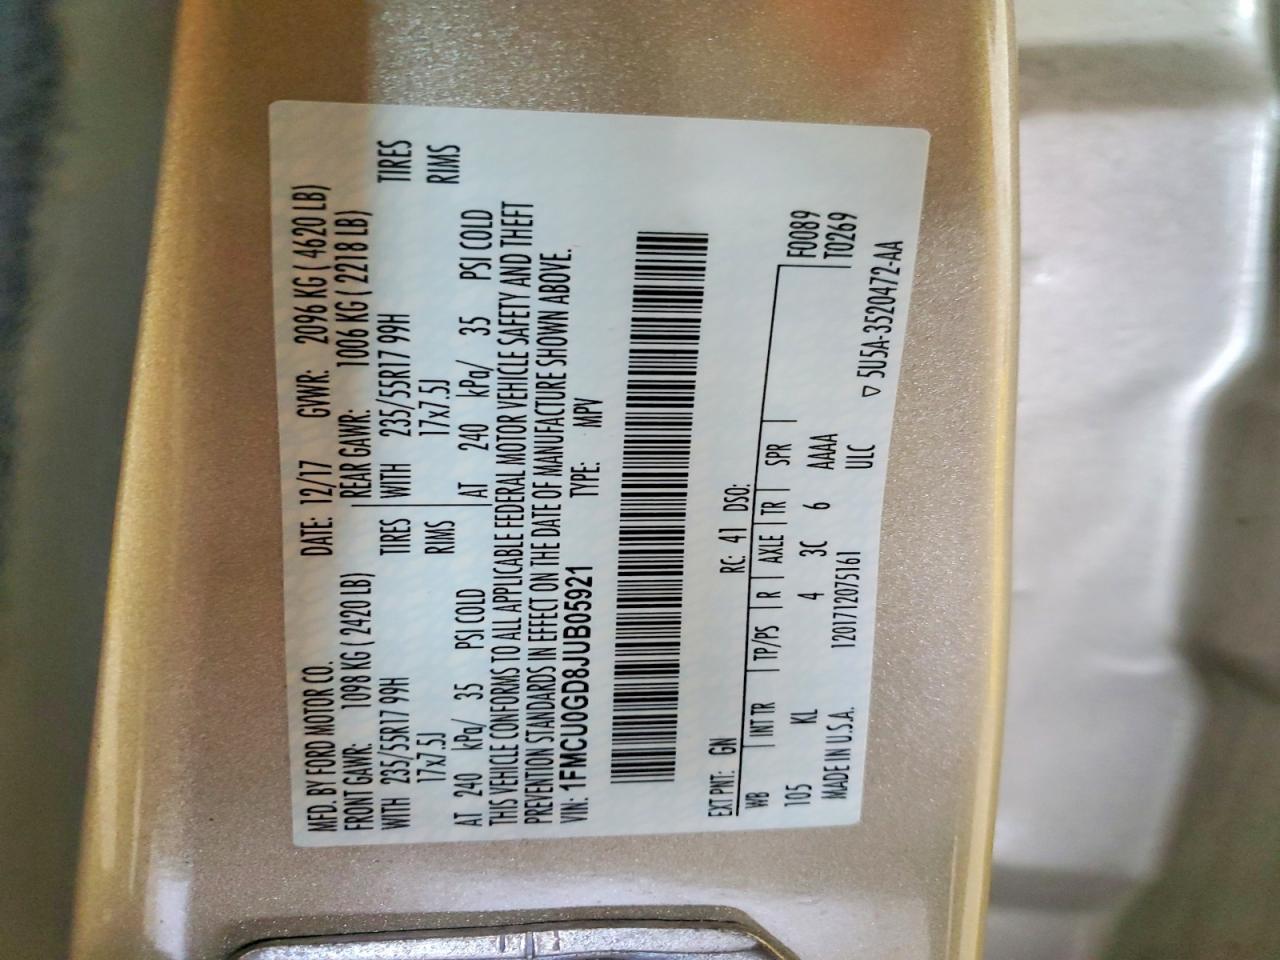 MFD. BY FORD MOTOR CO. DATE: 12/17 GVWR: 2096 KG ( 4620 LB)
FRONT GAWR: 1098 KG ( 2420 LB) REAR GAWR: 1006 KG ( 2218 LB)
WITH 235/55R17 99H TIRES WITH 235/55R17 99H TIRES
17x7.5J RIMS 17x7.5J RIMS
AT 240 kPa/ 35 PSI COLD AT 240 kPa/ 35 PSI COLD
THIS VEHICLE CONFORMS TO ALL APPLICABLE FEDERAL MOTOR VEHICLE SAFETY AND THEFT
PREVENTION STANDARDS IN EFFECT ON THE DATE OF MANUFACTURE SHOWN ABOVE.
VIN: 1FMCU0GD8JUB05921 TYPE: MPV
EXT PNT: GN RC: 41 DSO:
WB INT TR TP/PS R AXLE TR SPR F0089
105 KL 4 3C 6 AAAA T0269
MADE IN U.S.A. 120171207516​1 ULC
▽ 5U5A-3520472-AA